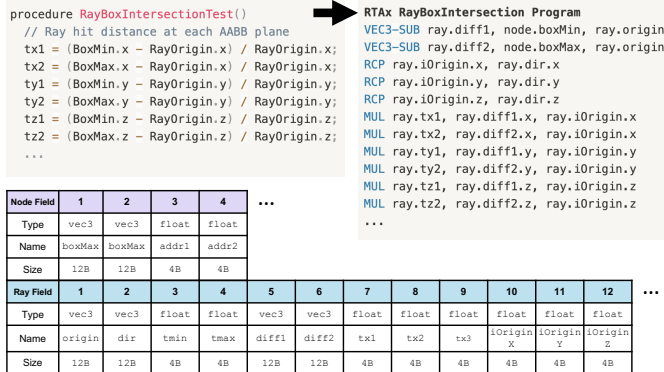 procedure RayBoxIntersectionTest()
// Ray hit distance at each AABB plane
tx1 = (BoxMin.x - RayOrigin.x) / RayOrigin.x;
tx2 = (BoxMax.x - RayOrigin.x) / RayOrigin.x;
ty1 = (BoxMin.y - RayOrigin.y) / RayOrigin.y;
ty2 = (BoxMax.y - RayOrigin.y) / RayOrigin.y;
tz1 = (BoxMin.z - RayOrigin.z) / RayOrigin.z;
tz2 = (BoxMax.z - RayOrigin.z) / RayOrigin.z;
...
RTAx RayBoxIntersection Program
VEC3-SUB ray.diff1, node.boxMin, ray.origin
VEC3-SUB ray.diff2, node.boxMax, ray.origin
RCP ray.iOrigin.x, ray.dir.x
RCP ray.iOrigin.y, ray.dir.y
RCP ray.iOrigin.z, ray.dir.z
MUL ray.tx1, ray.diff1.x, ray.iOrigin.x
MUL ray.tx2, ray.diff2.x, ray.iOrigin.x
MUL ray.ty1, ray.diff1.y, ray.iOrigin.y
MUL ray.ty2, ray.diff2.y, ray.iOrigin.y
MUL ray.tz1, ray.diff1.z, ray.iOrigin.z
MUL ray.tz2, ray.diff2.z, ray.iOrigin.z
...
Node Field 1 2 3 4 ...
Type vec3 vec3 float float
Name boxMax boxMax addr1 addr2
Size 12B 12B 4B 4B
Ray Field 1 2 3 4 5 6 7 8 9 10 11 12 ...
Type vec3 vec3 float float vec3 vec3 float float float float float float
Name origin dir tmin tmax diff1 diff2 tx1 tx2 tx3 iOrigin X iOrigin Y iOrigin Z
Size 12B 12B 4B 4B 12B 12B 4B 4B 4B 4B 4B 4B